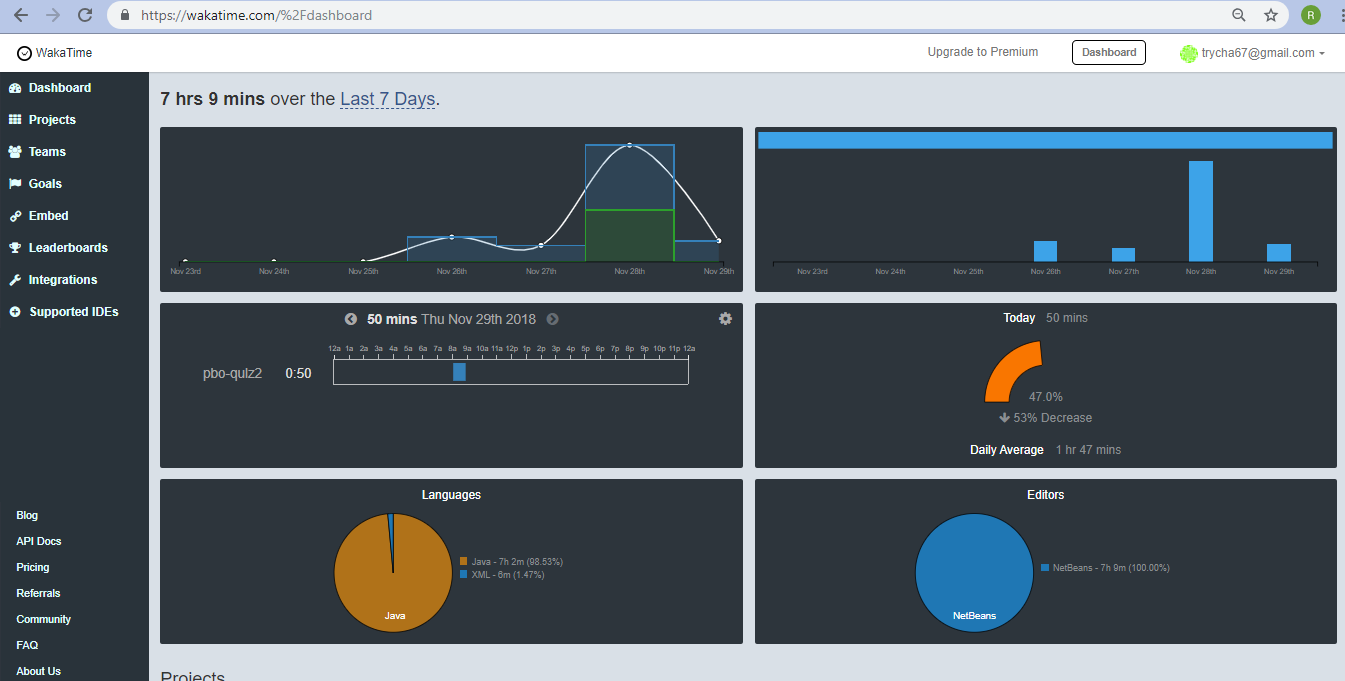 https://wakatime.com/%2Fdashboard
R
WakaTime
Upgrade to Premium
Dashboard
trycha67@gmail.com
Dashboard
Projects
Teams
Goals
Embed
Leaderboards
Integrations
Supported IDEs
Blog
API Docs
Pricing
Referrals
Community
FAQ
About Us
7 hrs 9 mins over the Last 7 Days.
Nov 23rd Nov 24th Nov 25th Nov 26th Nov 27th Nov 28th Nov 29th
Nov 23rd Nov 24th Nov 25th Nov 26th Nov 27th Nov 28th Nov 29th
50 mins Thu Nov 29th 2018
12a 1a 2a 3a 4a 5a 6a 7a 8a 9a 10a 11a 12p 1p 2p 3p 4p 5p 6p 7p 8p 9p 10p 11p 12a
pbo-quIz2 0:50
Today 50 mins
47.0%
53% Decrease
Daily Average 1 hr 47 mins
Languages
Java - 7h 2m (98.53%)
XML - 6m (1.47%)
Java
Editors
NetBeans - 7h 9m (100.00%)
NetBeans
Projects